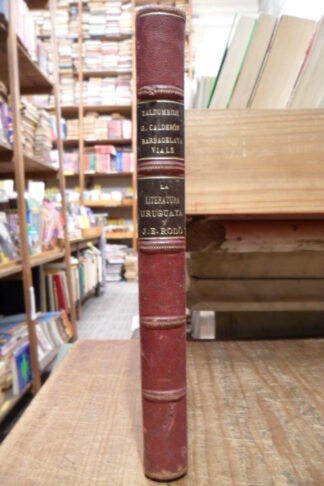 ZALDUMBIDE
G. CALDERÓN
BARBAGELATA
VIALE
LA
LITERATURA
URUGUAYA
Y
J. E. RODÓ